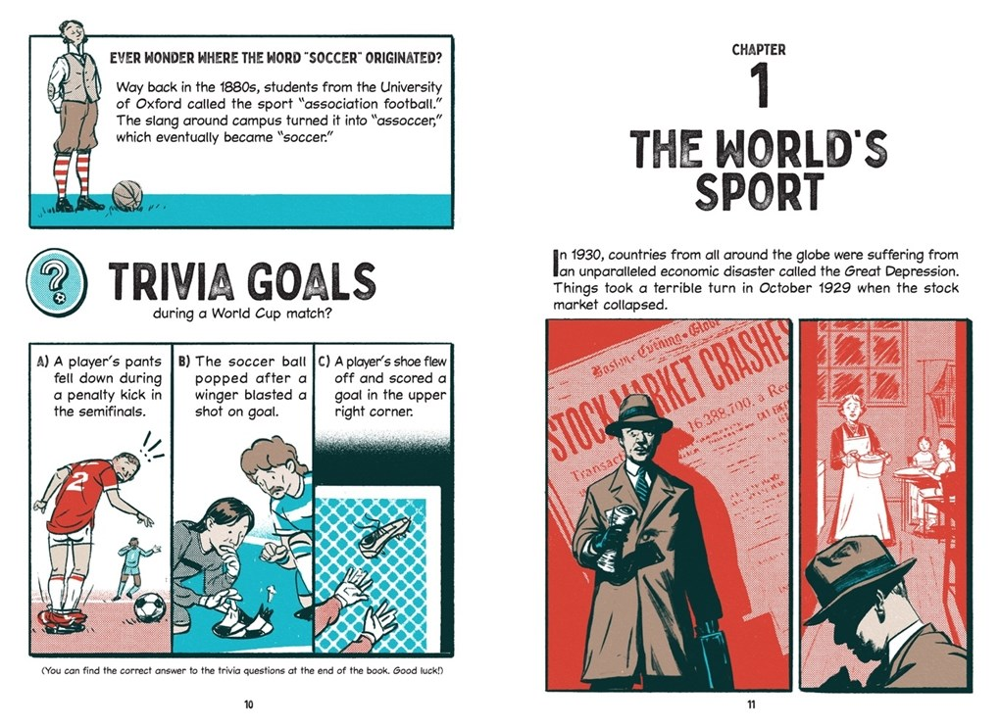 EVER WONDER WHERE THE WORD "SOCCER" ORIGINATED?
Way back in the 1880s, students from the University
of Oxford called the sport "association football."
The slang around campus turned it into "assoccer,"
which eventually became "soccer."
?
TRIVIA GOALS
during a World Cup match?
A) A player's pants
fell down during
a penalty kick in
the semifinals.
B) The soccer ball
popped after a
winger blasted a
shot on goal.
C) A player's shoe flew
off and scored a
goal in the upper
right corner.
2
(You can find the correct answer to the trivia questions at the end of the book. Good luck!)
10
CHAPTER
1
THE WORLD'S
SPORT
In 1930, countries from all around the globe were suffering from
an unparalleled economic disaster called the Great Depression.
Things took a terrible turn in October 1929 when the stock
market collapsed.
Boston Evening Globe
STOCK MARKET CRASHES
16,388,700, a Rec
Transac
11